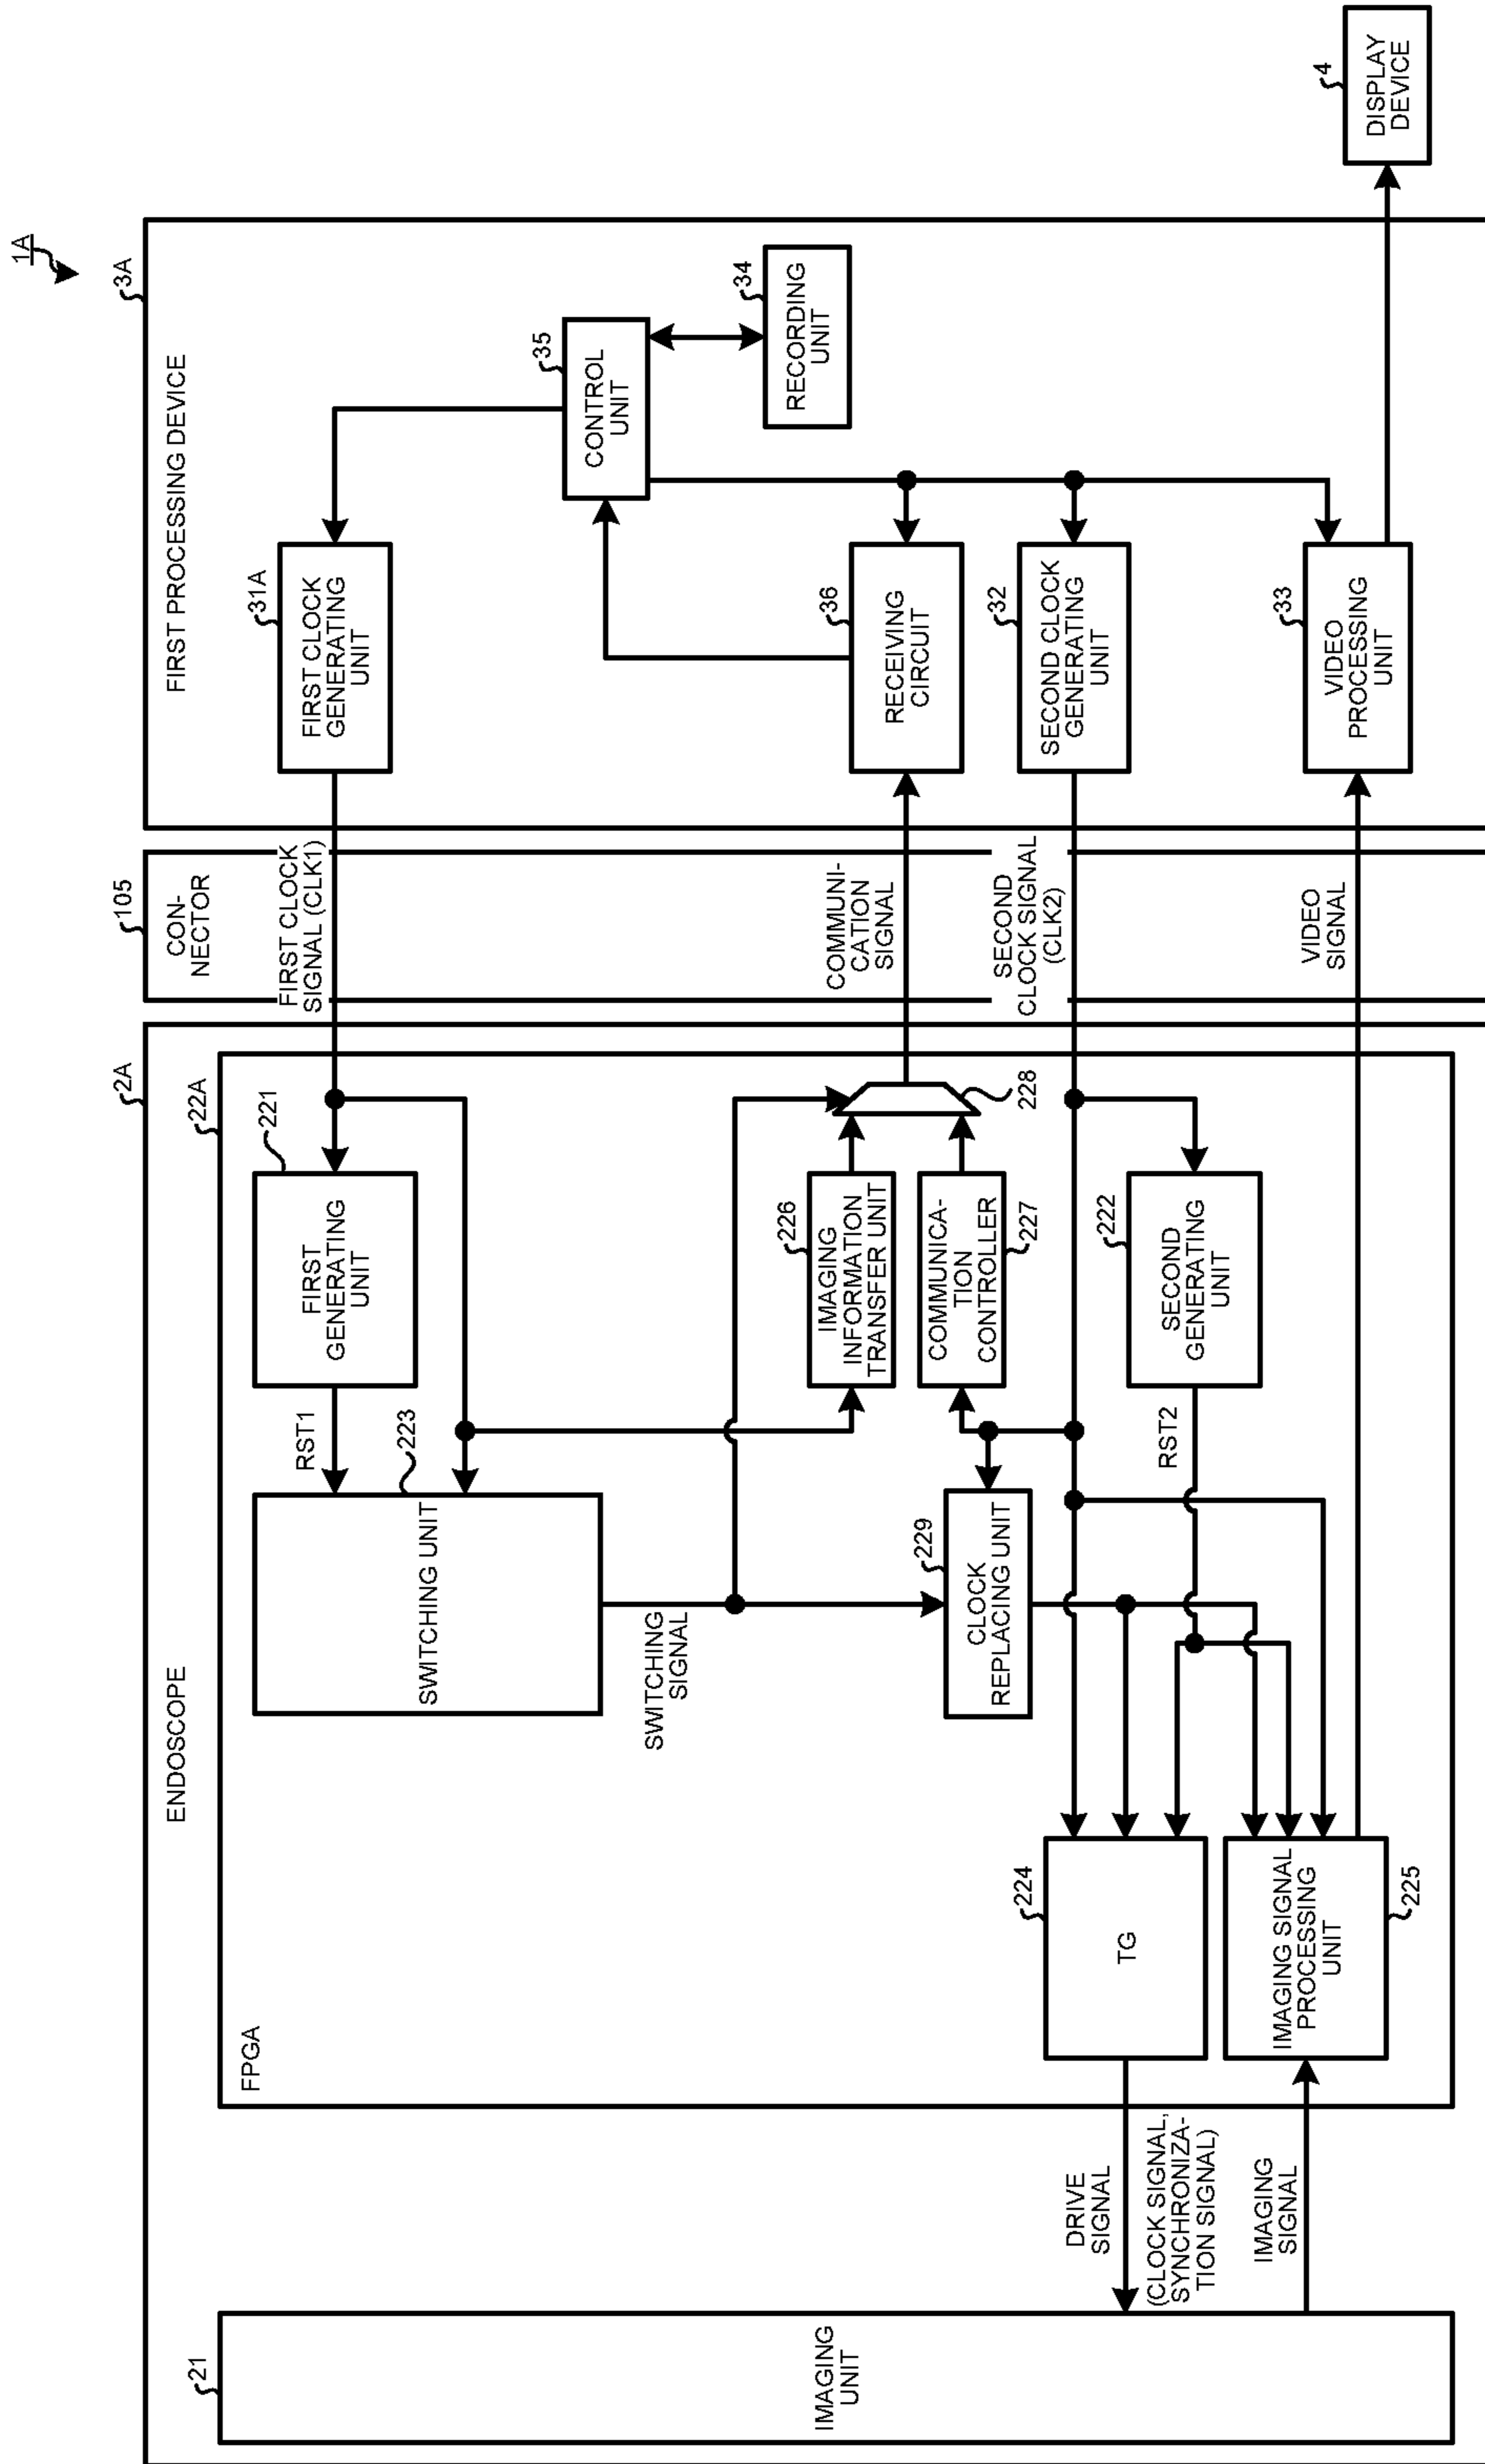 1A
2A
ENDOSCOPE
21
IMAGING
UNIT
DRIVE
SIGNAL
(CLOCK SIGNAL,
SYNCHRONIZA-
TION SIGNAL)
IMAGING
SIGNAL
22A
FPGA
221
FIRST
GENERATING
UNIT
RST1
223
SWITCHING UNIT
SWITCHING
SIGNAL
226
IMAGING
INFORMATION
TRANSFER UNIT
228
COMMUNICA-
TION
CONTROLLER
227
229
CLOCK
REPLACING UNIT
222
SECOND
GENERATING
UNIT
RST2
224
TG
IMAGING SIGNAL
PROCESSING
UNIT
225
105
CON-
NECTOR
FIRST CLOCK
SIGNAL (CLK1)
COMMUNI-
CATION
SIGNAL
SECOND
CLOCK SIGNAL
(CLK2)
VIDEO
SIGNAL
3A
FIRST PROCESSING DEVICE
31A
FIRST CLOCK
GENERATING
UNIT
35
CONTROL
UNIT
34
RECORDING
UNIT
36
RECEIVING
CIRCUIT
32
SECOND CLOCK
GENERATING
UNIT
33
VIDEO
PROCESSING
UNIT
4
DISPLAY
DEVICE